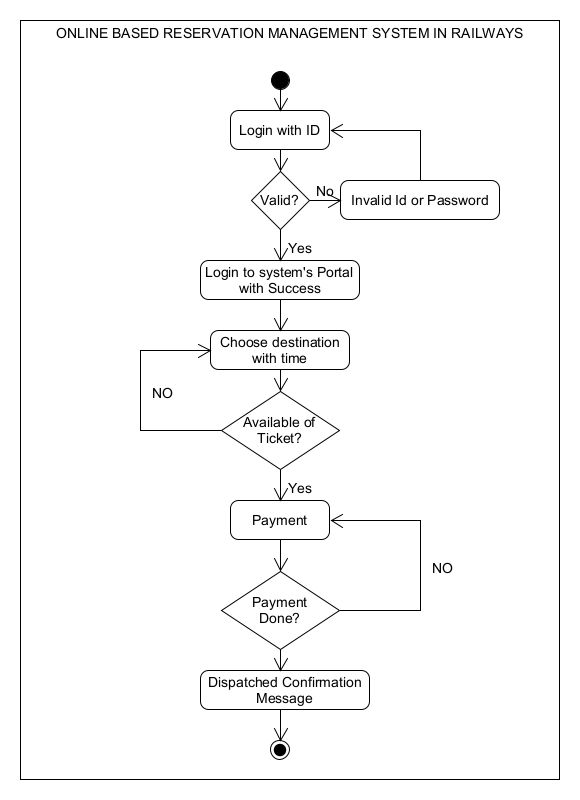 ONLINE BASED RESERVATION MANAGEMENT SYSTEM IN RAILWAYS
Login with ID
Valid?
No
Invalid Id or Password
Yes
Login to system's Portal
with Success
Choose destination
with time
NO
Available of
Ticket?
Yes
Payment
NO
Payment
Done?
Dispatched Confirmation
Message